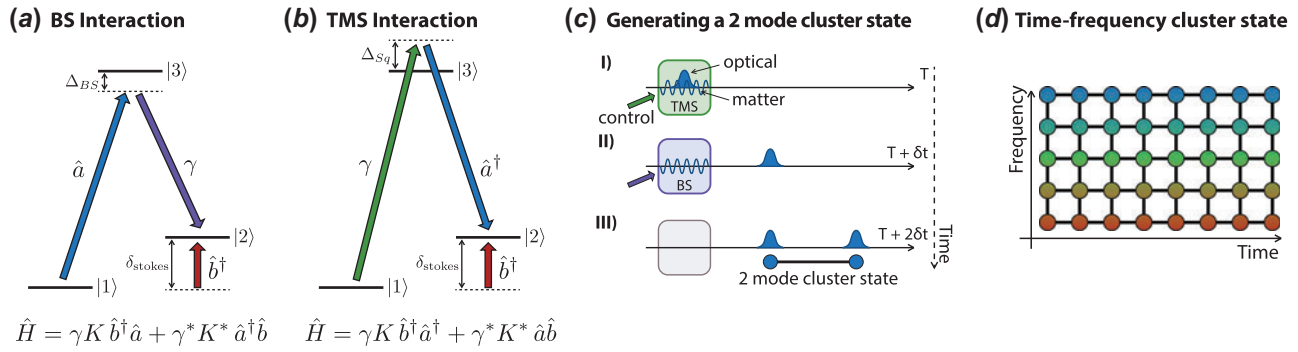 (a) BS Interaction
Δ_BS
|3⟩
â
γ
|2⟩
δ_stokes
b̂†
|1⟩
Ĥ = γK b̂†â + γ*K* â†b̂
(b) TMS Interaction
Δ_Sq
|3⟩
γ
â†
|2⟩
δ_stokes
b̂†
|1⟩
Ĥ = γK b̂†â† + γ*K* âb̂
(c) Generating a 2 mode cluster state
I)
optical
T
matter
TMS
control
II)
T + δt
BS
III)
T + 2δt
2 mode cluster state
Time
(d) Time-frequency cluster state
Frequency
Time